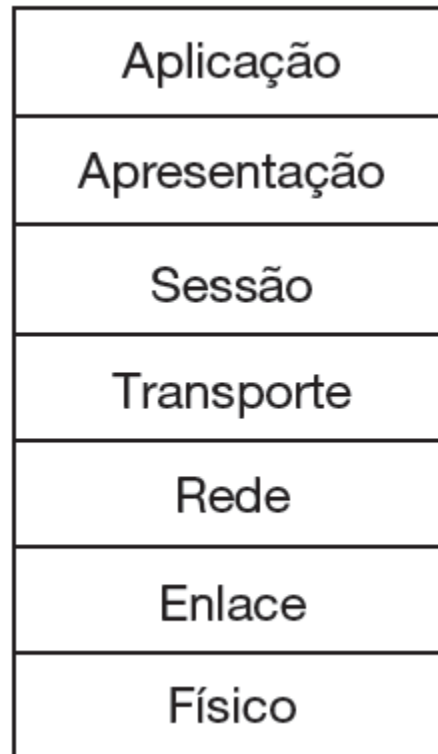 Aplicação
Apresentação
Sessão
Transporte
Rede
Enlace
Físico